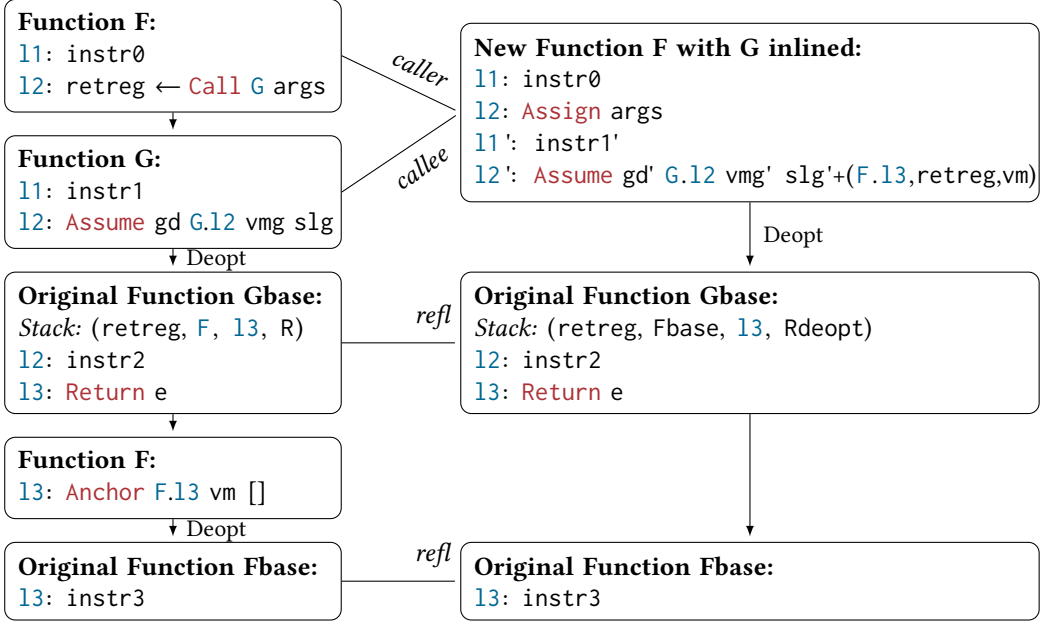 Function F:
l1: instr0
l2: retreg ← Call G args
caller
New Function F with G inlined:
l1: instr0
l2: Assign args
l1': instr1'
l2': Assume gd' G.l2 vmg' slg'+(F.l3,retreg,vm)
Function G:
l1: instr1
l2: Assume gd G.l2 vmg slg
callee
Deopt
Deopt
Original Function Gbase:
Stack: (retreg, F, l3, R)
l2: instr2
l3: Return e
refl
Original Function Gbase:
Stack: (retreg, Fbase, l3, Rdeopt)
l2: instr2
l3: Return e
Function F:
l3: Anchor F.l3 vm []
Deopt
Original Function Fbase:
l3: instr3
refl
Original Function Fbase:
l3: instr3